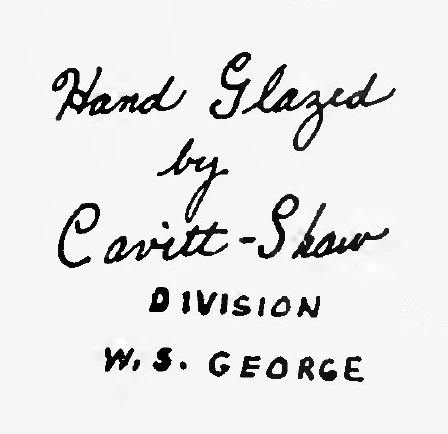 Hand Glazed
by
Cavitt-Shaw
DIVISION
W. S. GEORGE